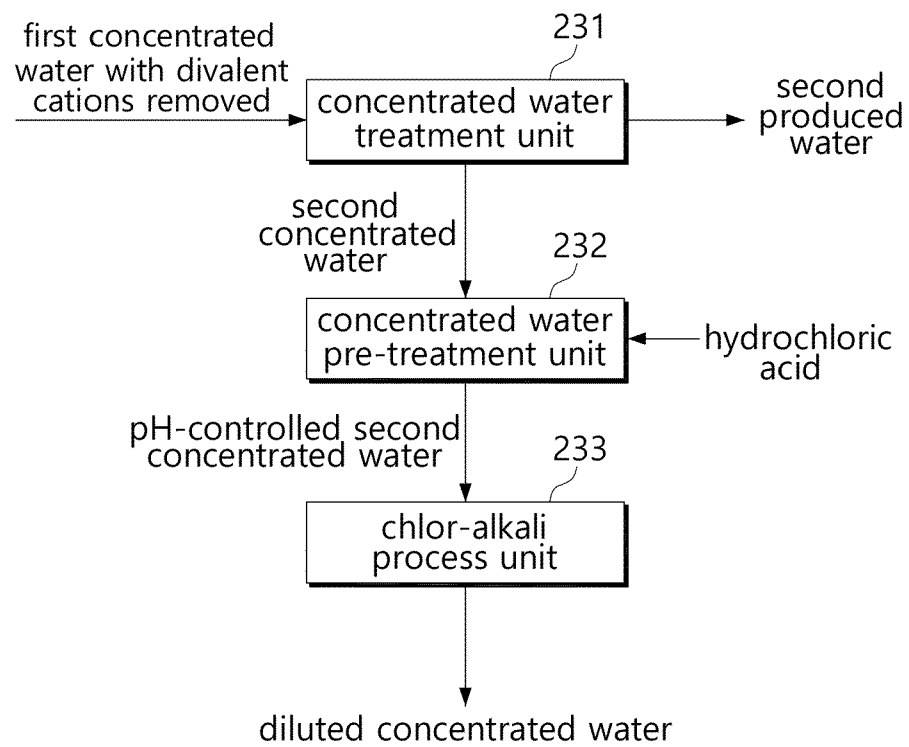 first concentrated
water with divalent
cations removed
231
concentrated water
treatment unit
second
produced
water
second
concentrated
water
232
concentrated water
pre-treatment unit
hydrochloric
acid
pH-controlled second
concentrated water
233
chlor-alkali
process unit
diluted concentrated water